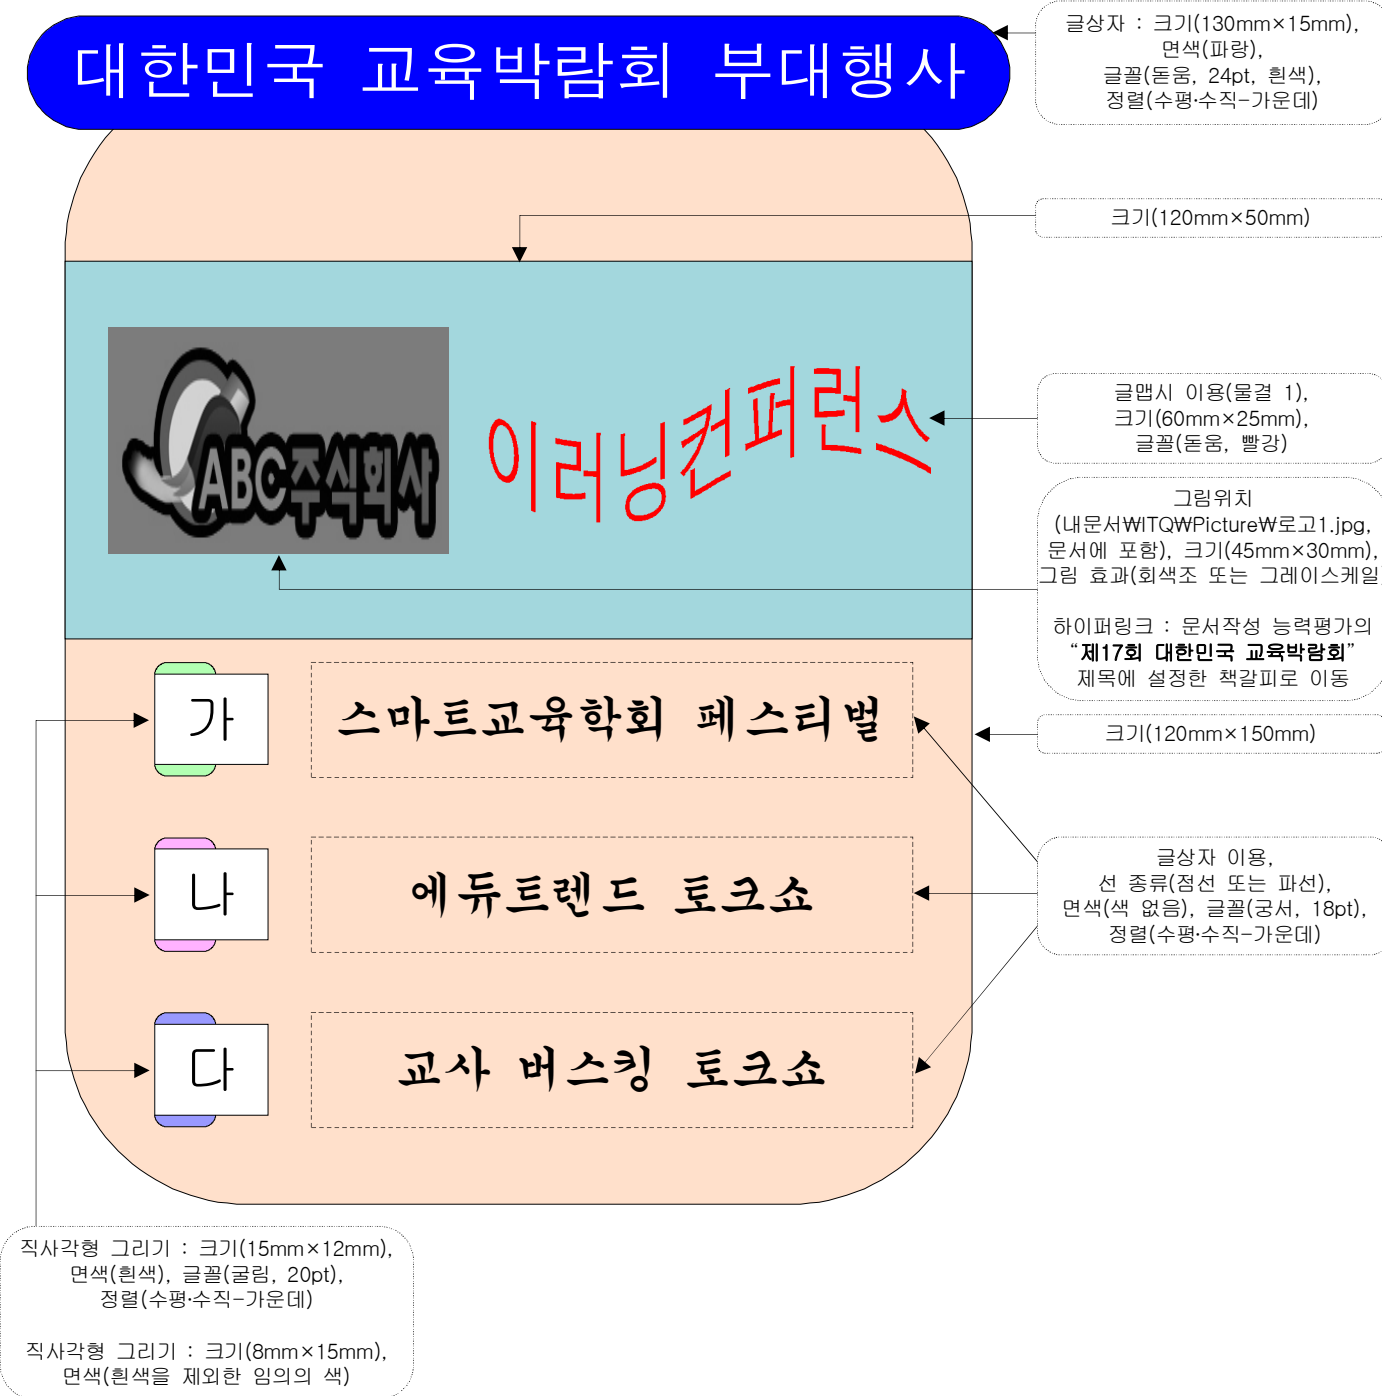 대한민국 교육박람회 부대행사
글상자 : 크기(130mm×15mm),
면색(파랑),
글꼴(돋움, 24pt, 흰색),
정렬(수평·수직-가운데)
크기(120mm×50mm)
ABC주식회사
이러닝컨퍼런스
글맵시 이용(물결 1),
크기(60mm×25mm),
글꼴(돋움, 빨강)
그림위치
(내문서₩ITQ₩Picture₩로고1.jpg,
문서에 포함), 크기(45mm×30mm),
그림 효과(회색조 또는 그레이스케일)
하이퍼링크 : 문서작성 능력평가의
“제17회 대한민국 교육박람회”
제목에 설정한 책갈피로 이동
가
스마트교육학회 페스티벌
크기(120mm×150mm)
나
에듀트렌드 토크쇼
글상자 이용,
선 종류(점선 또는 파선),
면색(색 없음), 글꼴(궁서, 18pt),
정렬(수평·수직-가운데)
다
교사 버스킹 토크쇼
직사각형 그리기 : 크기(15mm×12mm),
면색(흰색), 글꼴(굴림, 20pt),
정렬(수평·수직-가운데)
직사각형 그리기 : 크기(8mm×15mm),
면색(흰색을 제외한 임의의 색)